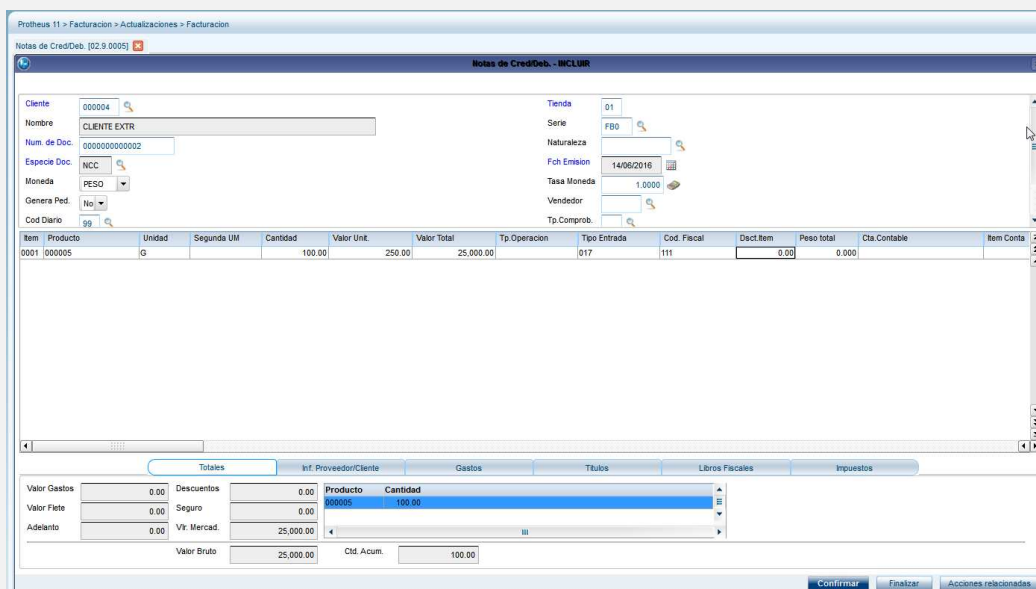 Protheus 11 > Facturacion > Actualizaciones > Facturacion
Notas de Cred/Deb. [02.9.0005]
Notas de Cred/Deb. - INCLUIR
Cliente 000004 Tienda 01
Nombre CLIENTE EXTR Serie FB0
Num. de Doc. 0000000000002 Naturaleza
Especie Doc. NCC Fch Emision 14/06/2016
Moneda PESO Tasa Moneda 1.0000
Genera Ped. No Vendedor
Cod Diario 99 Tp.Comprob.
Item Producto Unidad Segunda UM Cantidad Valor Unit. Valor Total Tp.Operacion Tipo Entrada Cod. Fiscal Dsct.Item Peso total Cta.Contable Item Conta
0001 000005 G 100.00 250.00 25,000.00 017 111 0.00 0.000
Totales Inf. Proveedor/Cliente Gastos Titulos Libros Fiscales Impuestos
Valor Gastos 0.00 Descuentos 0.00 Producto Cantidad
Valor Flete 0.00 Seguro 0.00 000005 100.00
Adelanto 0.00 Vlr. Mercad. 25,000.00
Valor Bruto 25,000.00 Ctd. Acum. 100.00
Confirmar Finalizar Acciones relacionadas